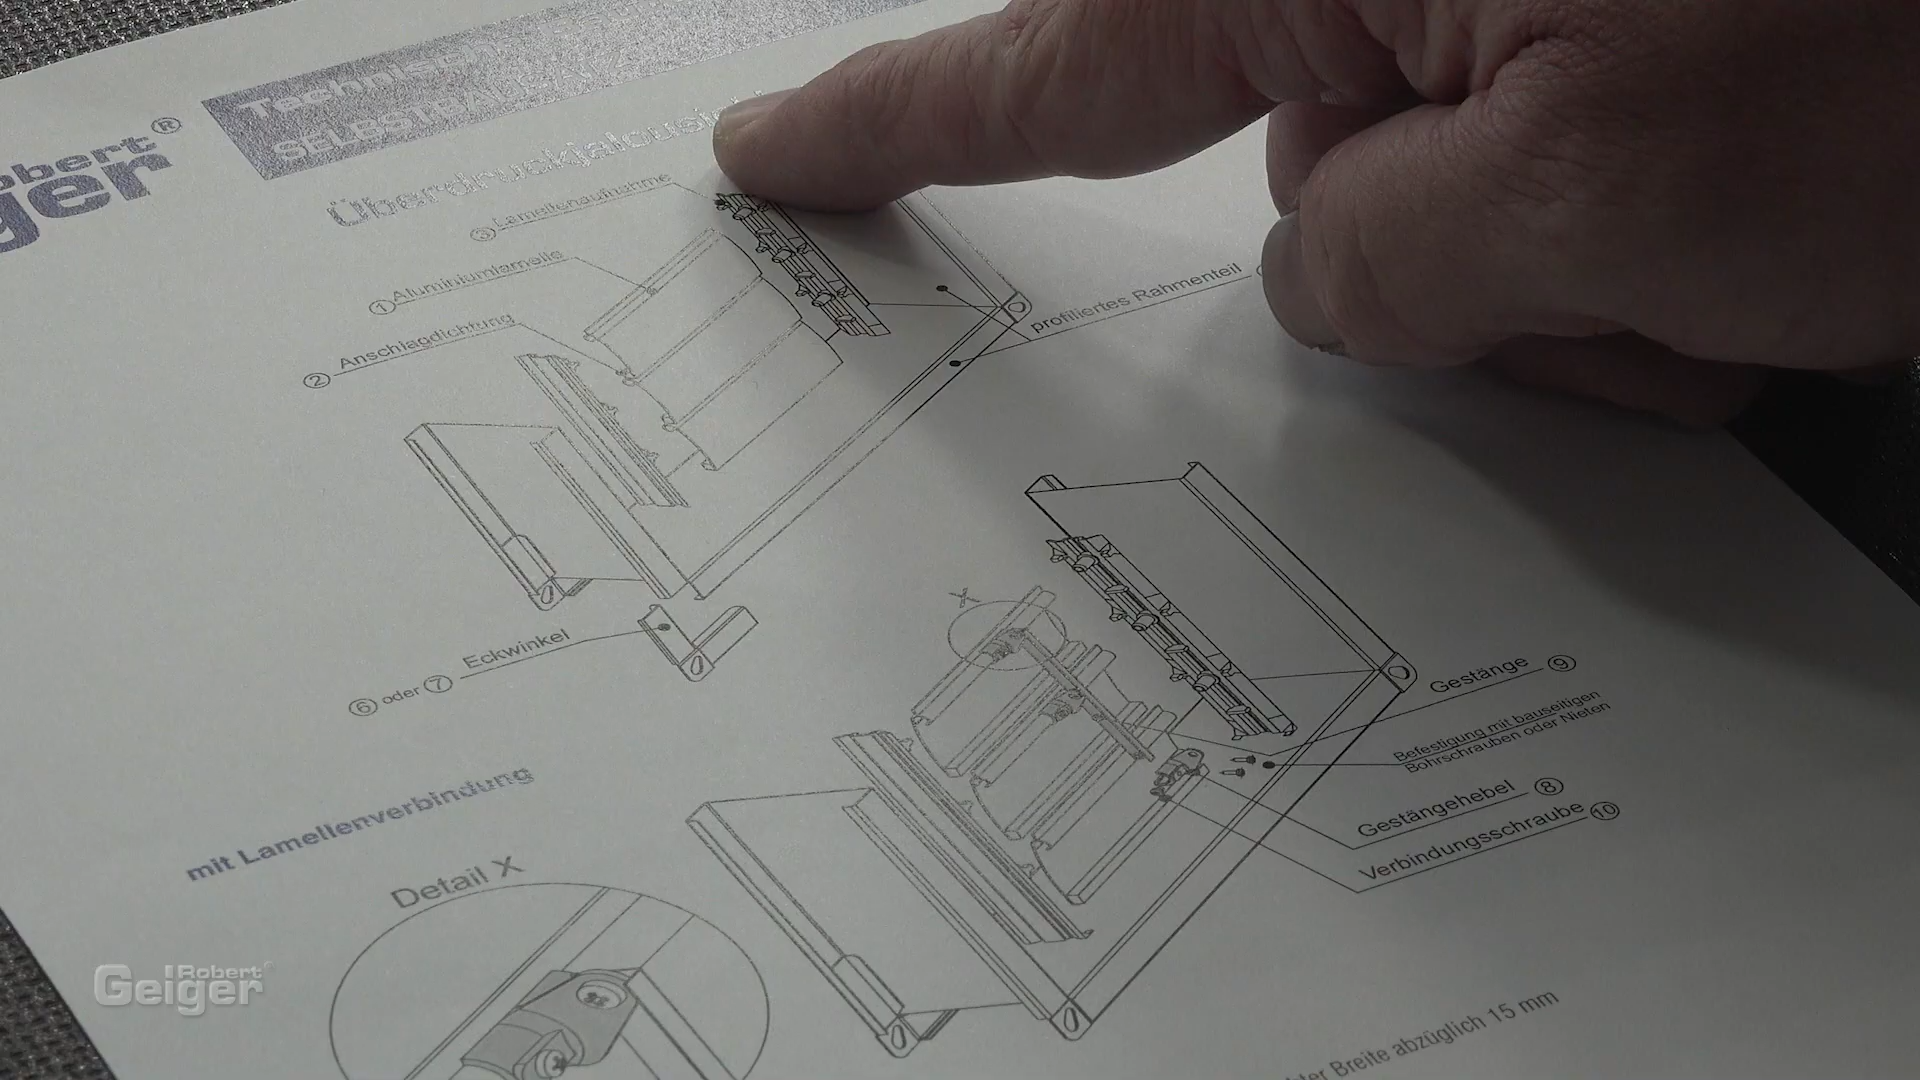 Robert
Geiger®
SELBSTBAUSATZ
Überdruckjalousie
③ Lamellenaufnahme
① Aluminiumlamelle
② Anschlagdichtung
profiliertes Rahmenteil
⑥ oder ⑦ Eckwinkel
X
Gestänge ⑨
Befestigung mit bauseitigen
Bohrschrauben oder Nieten
Gestängehebel ⑧
Verbindungsschraube ⑩
mit Lamellenverbindung
Detail X
Breite abzüglich 15 mm
Robert
Geiger